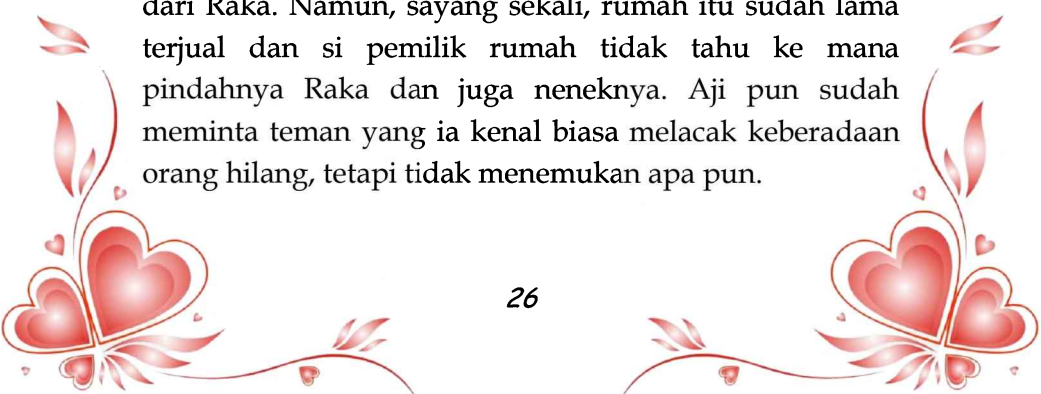 dari Raka. Namun, sayang sekali, rumah itu sudah lama
terjual dan si pemilik rumah tidak tahu ke mana
pindahnya Raka dan juga neneknya. Aji pun sudah
meminta teman yang ia kenal biasa melacak keberadaan
orang hilang, tetapi tidak menemukan apa pun.
26